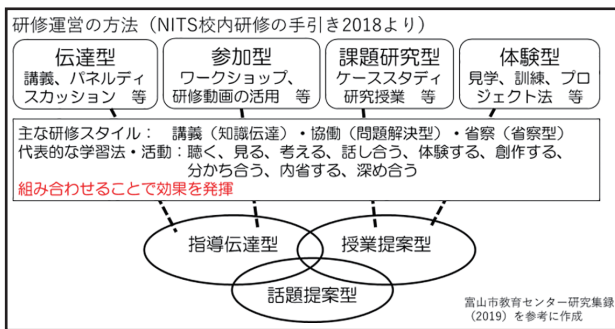 研修運営の方法（NITS校内研修の手引き2018より）
伝達型
講義、パネルディ
スカッション　等
参加型
ワークショップ、
研修動画の活用　等
課題研究型
ケーススタディ
研究授業　等
体験型
見学、訓練、プロ
ジェクト法　等
主な研修スタイル：　講義（知識伝達）・協働（問題解決型）・省察（省察型）
代表的な学習法・活動：聴く、見る、考える、話し合う、体験する、創作する、
分かち合う、内省する、深め合う
組み合わせることで効果を発揮
指導伝達型
授業提案型
話題提案型
富山市教育センター研究集録
（2019）を参考に作成